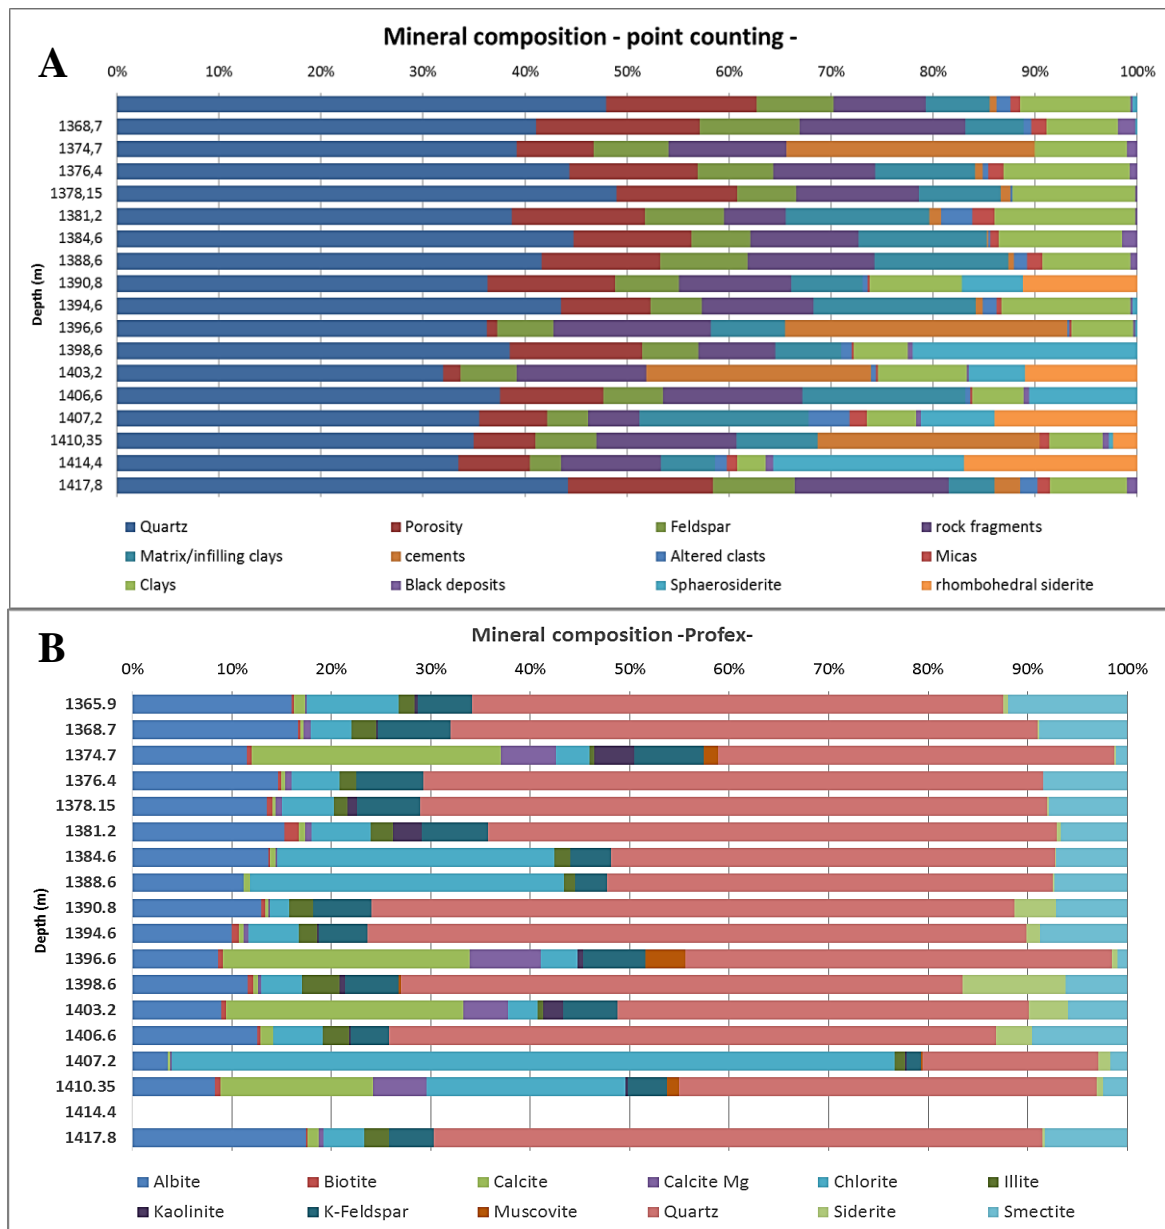 A
Mineral composition - point counting -
0% 10% 20% 30% 40% 50% 60% 70% 80% 90% 100%
Depth (m)
1368,7
1374,7
1376,4
1378,15
1381,2
1384,6
1388,6
1390,8
1394,6
1396,6
1398,6
1403,2
1406,6
1407,2
1410,35
1414,4
1417,8
Quartz Porosity Feldspar rock fragments
Matrix/infilling clays cements Altered clasts Micas
Clays Black deposits Sphaerosiderite rhombohedral siderite
B
Mineral composition -Profex-
0% 10% 20% 30% 40% 50% 60% 70% 80% 90% 100%
Depth (m)
1365.9
1368.7
1374.7
1376.4
1378.15
1381.2
1384.6
1388.6
1390.8
1394.6
1396.6
1398.6
1403.2
1406.6
1407.2
1410.35
1414.4
1417.8
Albite Biotite Calcite Calcite Mg Chlorite Illite
Kaolinite K-Feldspar Muscovite Quartz Siderite Smectite